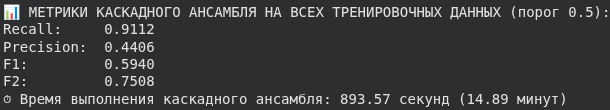 📊 МЕТРИКИ КАСКАДНОГО АНСАМБЛЯ НА ВСЕХ ТРЕНИРОВОЧНЫХ ДАННЫХ (порог 0.5):
Recall: 0.9112
Precision: 0.4406
F1: 0.5940
F2: 0.7508
⏱ Время выполнения каскадного ансамбля: 893.57 секунд (14.89 минут)